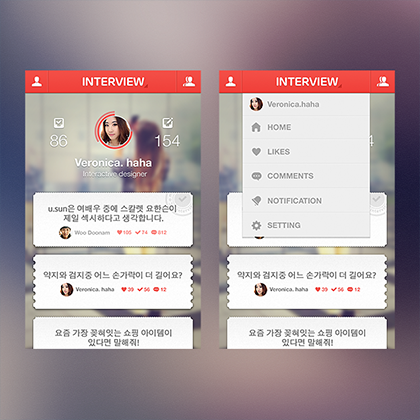 INTERVIEW
86
154
Veronica. haha
Interactive designer
u.sun은 여배우 중에 스칼렛 요한슨이
제일 섹시하다고 생각합니다.
Woo Doonam 105 74 812
약지와 검지중 어느 손가락이 더 길어요?
Veronica. haha 39 56 12
요즘 가장 꽂혀있는 쇼핑 아이템이
있다면 말해줘!
INTERVIEW
Veronica.haha
HOME
LIKES
COMMENTS
NOTIFICATION
SETTING
약지와 검지중 어느 손가락이 더 길어요?
Veronica. haha 39 56 12
요즘 가장 꽂혀있는 쇼핑 아이템이
있다면 말해줘!